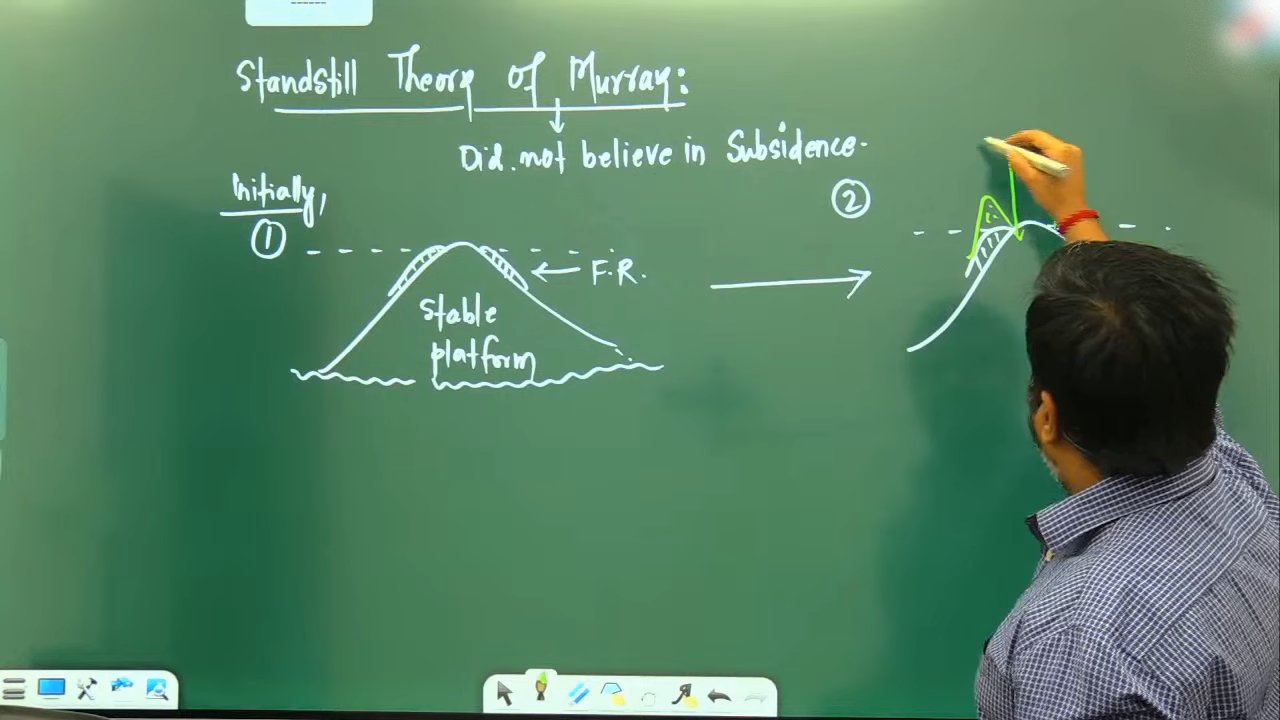 Standstill Theory of Murray:
Did not believe in Subsidence.
Initially,
①
②
F.R.
Stable
platform